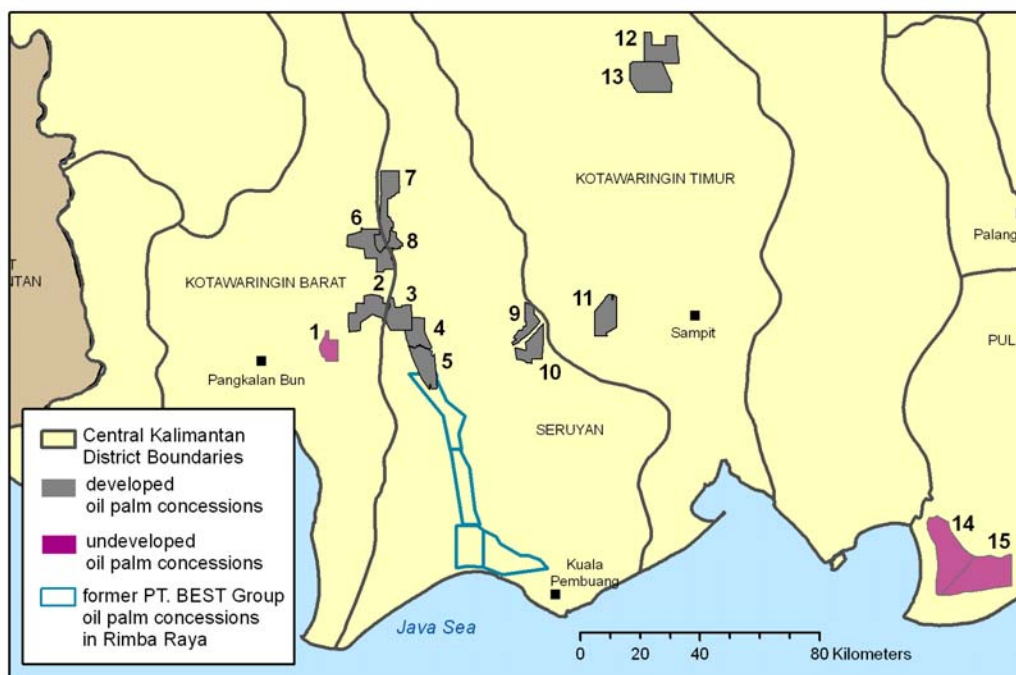 12
13
KOTAWARINGIN TIMUR
7
6
8
Palang
T
NTAN
KOTAWARINGIN BARAT
2
3
9
11
1
4
Sampit
PUL
5
10
Pangkalan Bun
SERUYAN
Central Kalimantan
District Boundaries
developed
oil palm concessions
undeveloped
oil palm concessions
former PT. BEST Group
oil palm concessions
in Rimba Raya
14
15
Kuala
Pembuang
Java Sea
0 20 40 80 Kilometers